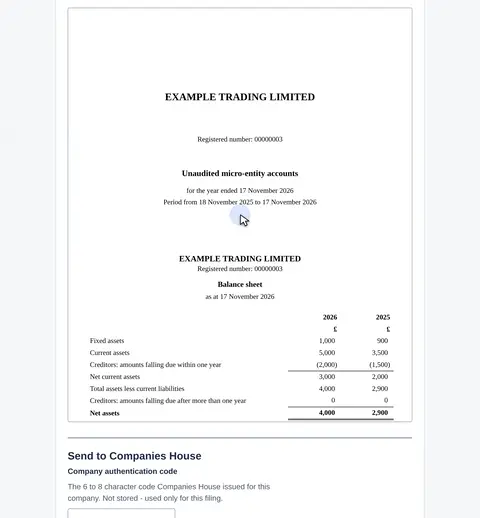 EXAMPLE TRADING LIMITED
Registered number: 00000003
Unaudited micro-entity accounts
for the year ended 17 November 2026
Period from 18 November 2025 to 17 November 2026
EXAMPLE TRADING LIMITED
Registered number: 00000003
Balance sheet
as at 17 November 2026
2026 2025
£ £
Fixed assets 1,000 900
Current assets 5,000 3,500
Creditors: amounts falling due within one year (2,000) (1,500)
Net current assets 3,000 2,000
Total assets less current liabilities 4,000 2,900
Creditors: amounts falling due after more than one year 0 0
Net assets 4,000 2,900
Send to Companies House
Company authentication code
The 6 to 8 character code Companies House issued for this
company. Not stored - used only for this filing.